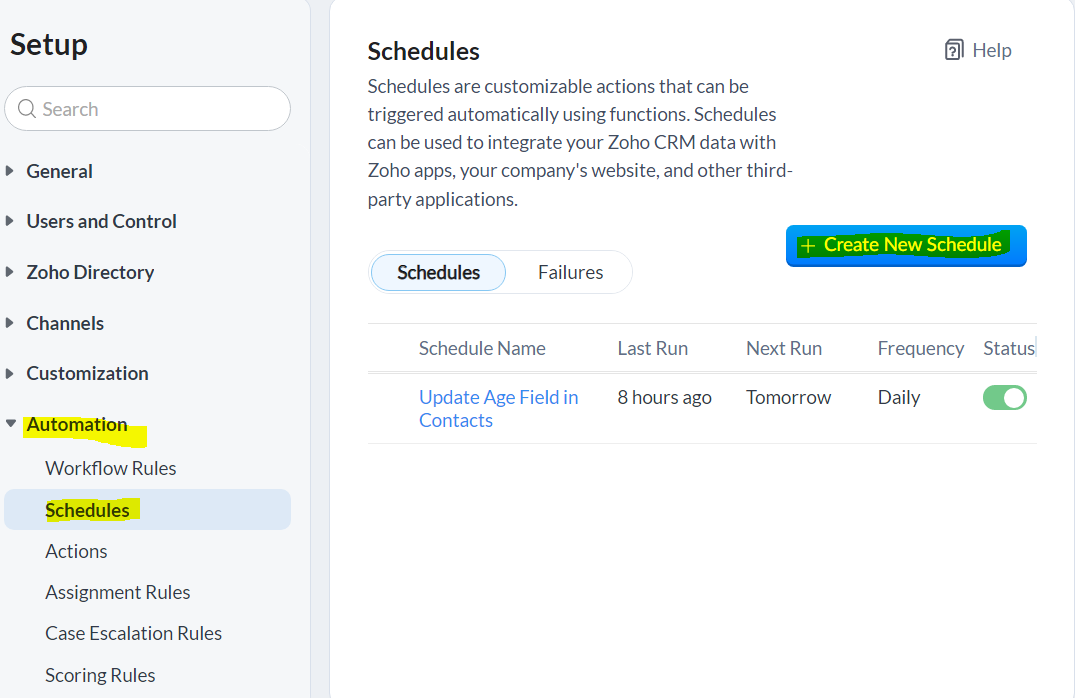 Setup
Search
General
Users and Control
Zoho Directory
Channels
Customization
Automation
Workflow Rules
Schedules
Actions
Assignment Rules
Case Escalation Rules
Scoring Rules
Schedules
Help
Schedules are customizable actions that can be
triggered automatically using functions. Schedules
can be used to integrate your Zoho CRM data with
Zoho apps, your company's website, and other third-
party applications.
+ Create New Schedule
Schedules Failures
Schedule Name Last Run Next Run Frequency Status
Update Age Field in 8 hours ago Tomorrow Daily
Contacts